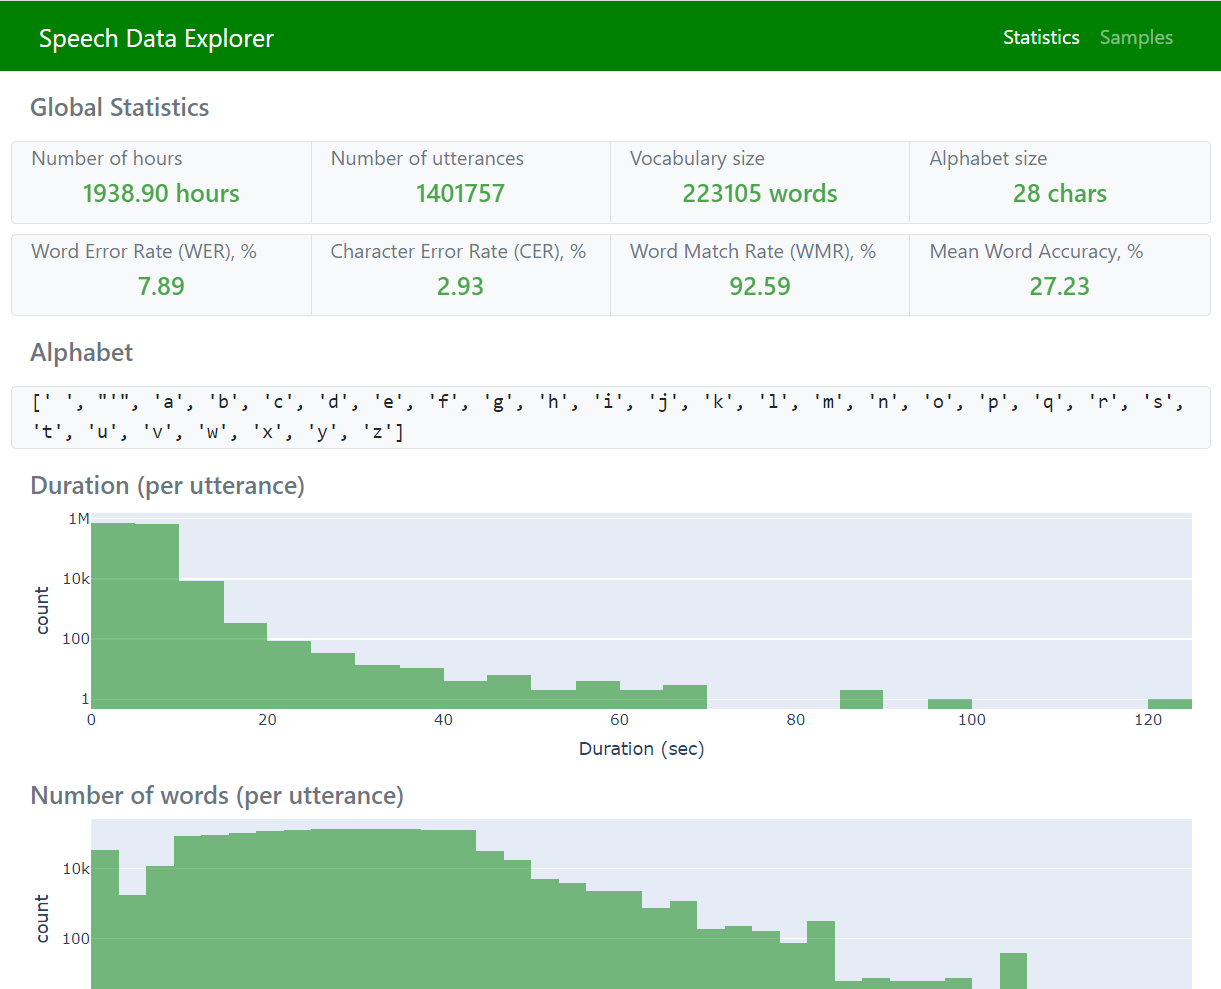 Speech Data Explorer
Statistics Samples
Global Statistics
Number of hours
1938.90 hours
Number of utterances
1401757
Vocabulary size
223105 words
Alphabet size
28 chars
Word Error Rate (WER), %
7.89
Character Error Rate (CER), %
2.93
Word Match Rate (WMR), %
92.59
Mean Word Accuracy, %
27.23
Alphabet
[' ', "'", 'a', 'b', 'c', 'd', 'e', 'f', 'g', 'h', 'i', 'j', 'k', 'l', 'm', 'n', 'o', 'p', 'q', 'r', 's',
't', 'u', 'v', 'w', 'x', 'y', 'z']
Duration (per utterance)
count
1M
10k
100
1
0 20 40 60 80 100 120
Duration (sec)
Number of words (per utterance)
count
10k
100